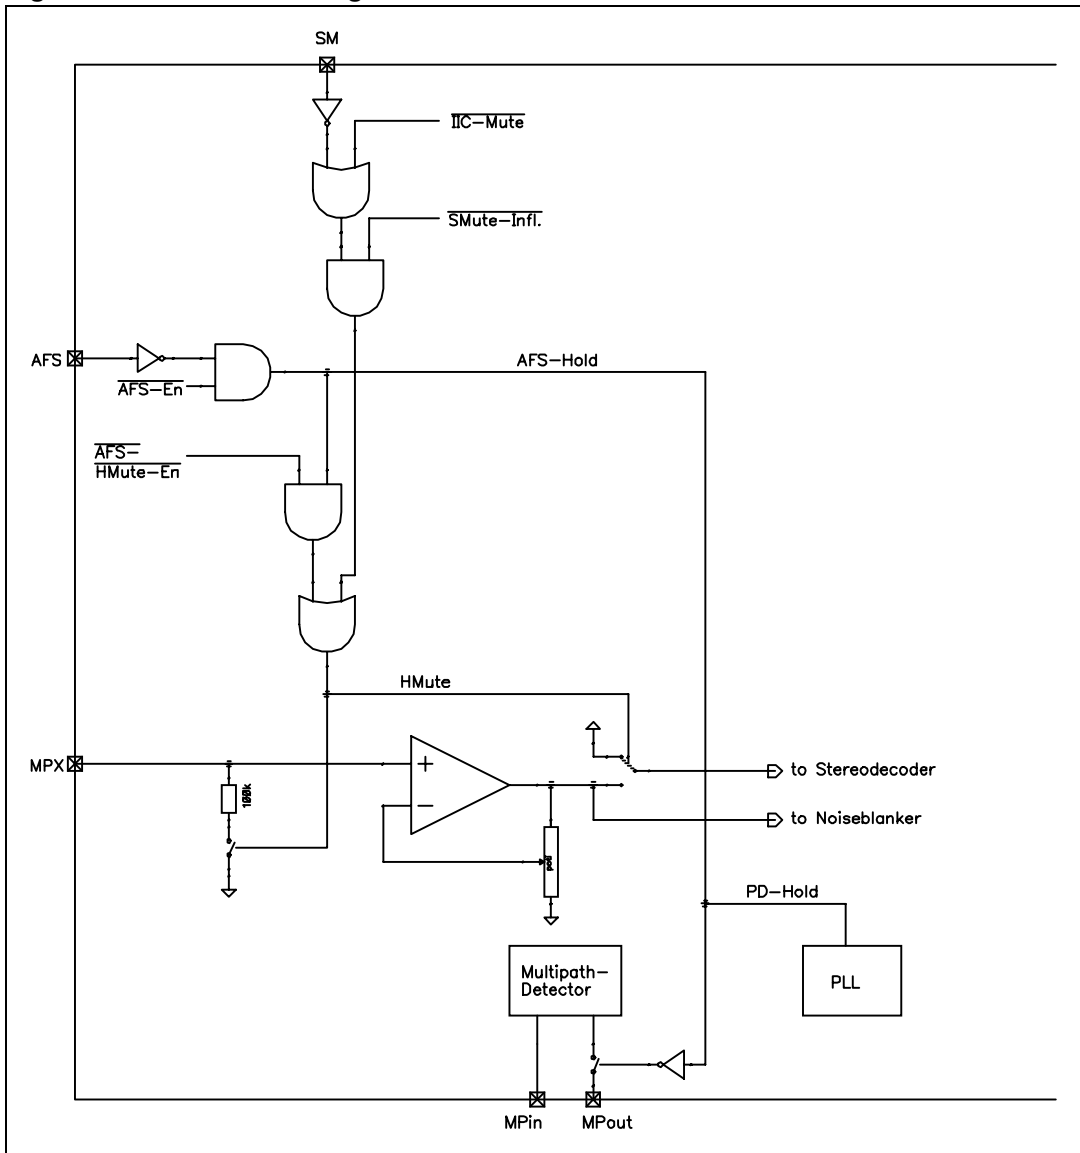 SM
IIC-Mute
SMute-Infl.
AFS
AFS-En
AFS-Hold
AFS-
HMute-En
HMute
MPX
100k
to Stereodecoder
to Noiseblanker
poti
PD-Hold
Multipath-
Detector
PLL
MPin
MPout